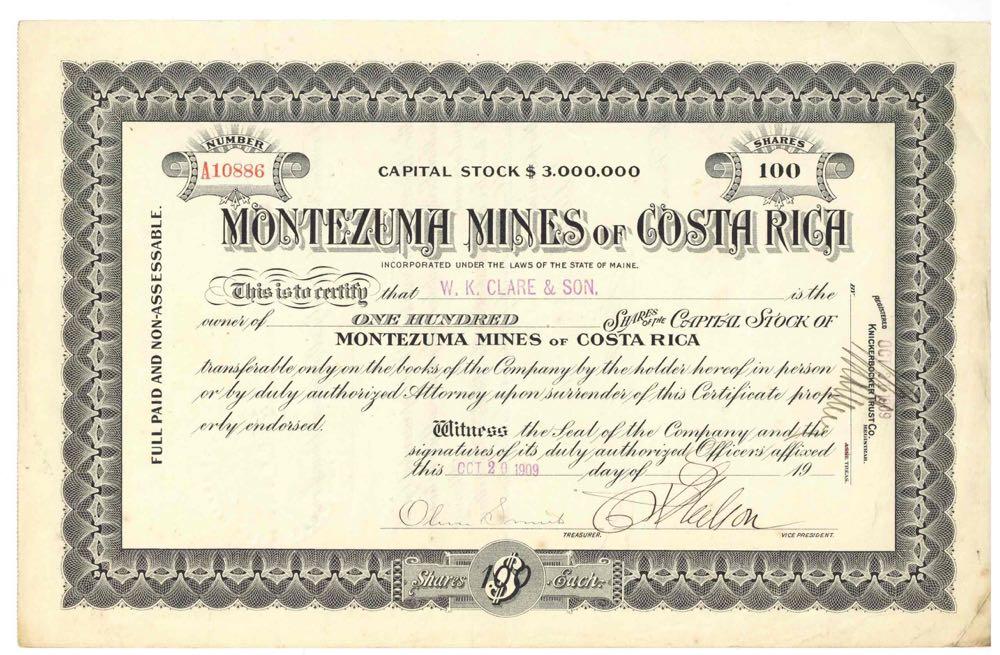 NUMBER
A10886
CAPITAL STOCK $ 3.000,000
SHARES
100
MONTEZUMA MINES OF COSTA RICA
INCORPORATED UNDER THE LAWS OF THE STATE OF MAINE.
This is to certify that W. K. CLARE & SON. is the
owner of ONE HUNDRED SHARES OF THE CAPITAL STOCK OF
MONTEZUMA MINES OF COSTA RICA
transferable only on the books of the Company by the holder hereof in person
or by duly authorized Attorney upon surrender of this Certificate prop
erly endorsed.
Witness the Seal of the Company and the
signatures of its duly authorized Officers affixed
this OCT 20 1909 day of 19
TREASURER.
VICE PRESIDENT.
Shares $1.00 Each.
FULL PAID AND NON-ASSESSABLE.
REGISTERED
KNICKERBOCKER TRUST CO.
REGISTRAR.
BY
ASST. TREAS.